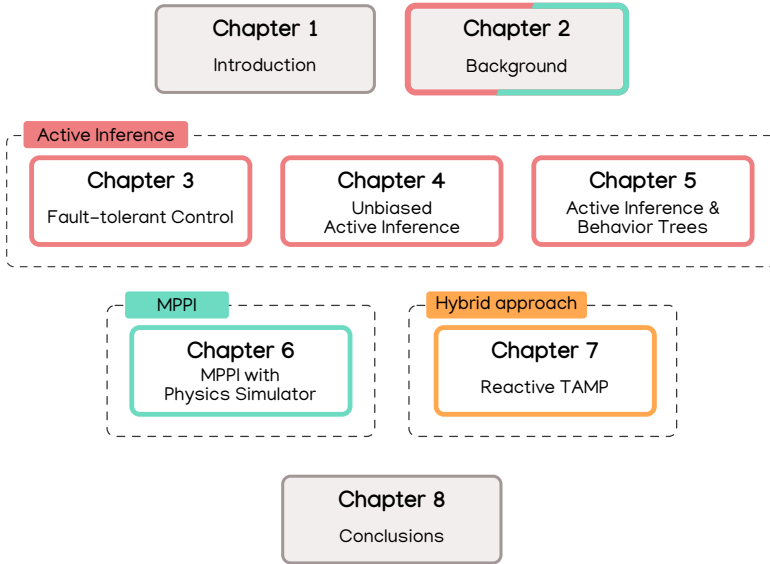 Chapter 1
Introduction
Chapter 2
Background
Active Inference
Chapter 3
Fault-tolerant Control
Chapter 4
Unbiased
Active Inference
Chapter 5
Active Inference &
Behavior Trees
MPPI
Chapter 6
MPPI with
Physics Simulator
Hybrid approach
Chapter 7
Reactive TAMP
Chapter 8
Conclusions